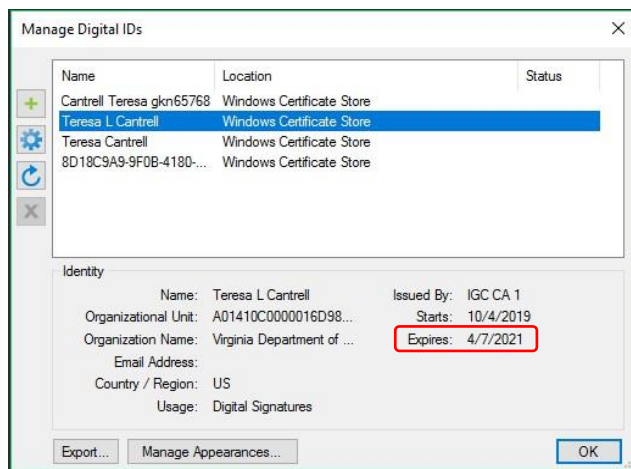 Manage Digital IDs
Name Location Status
Cantrell Teresa gkn65768 Windows Certificate Store
Teresa L Cantrell Windows Certificate Store
Teresa Cantrell Windows Certificate Store
8D18C9A9-9F0B-4180-... Windows Certificate Store
Identity
Name: Teresa L Cantrell Issued By: IGC CA 1
Organizational Unit: A01410C0000016D98... Starts: 10/4/2019
Organization Name: Virginia Department of ... Expires: 4/7/2021
Email Address:
Country / Region: US
Usage: Digital Signatures
Export... Manage Appearances... OK